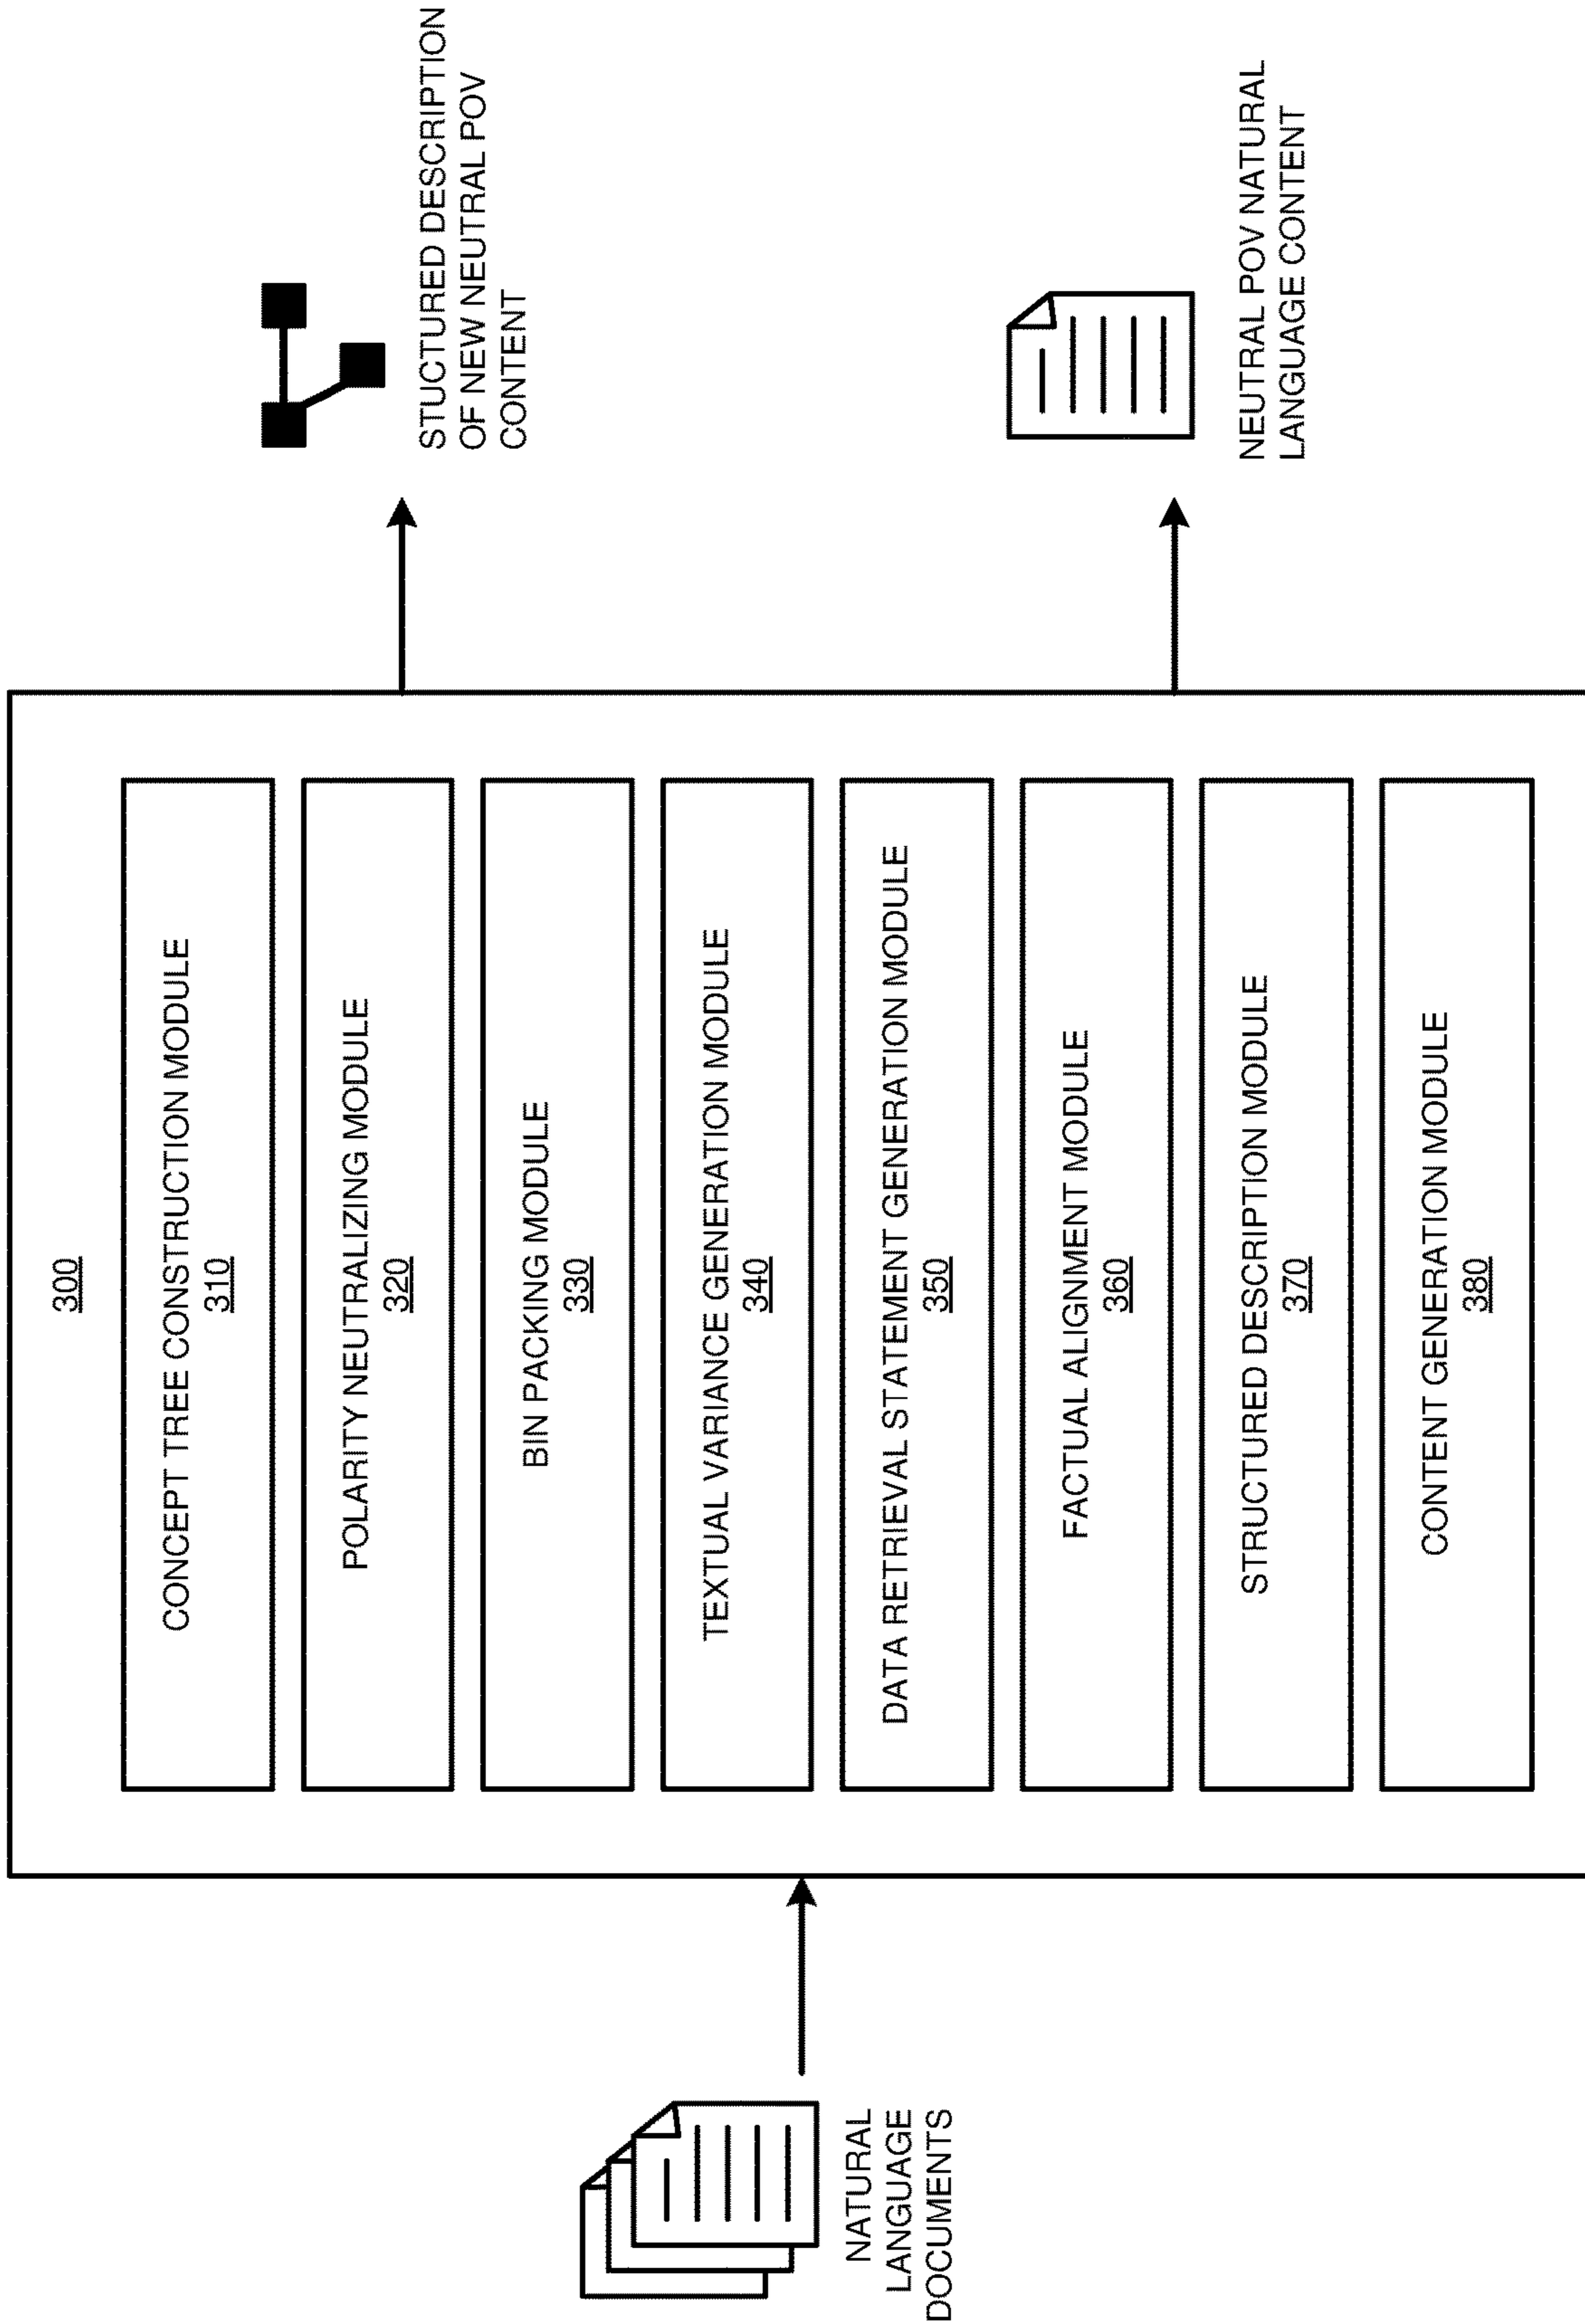 NATURAL
LANGUAGE
DOCUMENTS
300
CONCEPT TREE CONSTRUCTION MODULE
310
POLARITY NEUTRALIZING MODULE
320
BIN PACKING MODULE
330
TEXTUAL VARIANCE GENERATION MODULE
340
DATA RETRIEVAL STATEMENT GENERATION MODULE
350
FACTUAL ALIGNMENT MODULE
360
STRUCTURED DESCRIPTION MODULE
370
CONTENT GENERATION MODULE
380
STUCTURED DESCRIPTION
OF NEW NEUTRAL POV
CONTENT
NEUTRAL POV NATURAL
LANGUAGE CONTENT